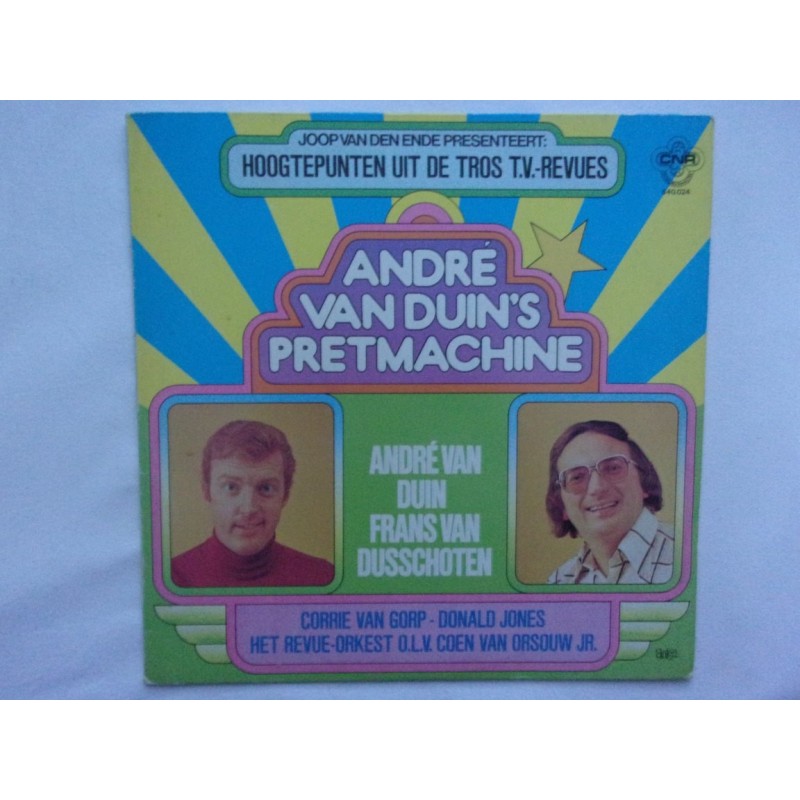 JOOP VAN DEN ENDE PRESENTEERT:
HOOGTEPUNTEN UIT DE TROS T.V.-REVUES
CNR
ANDRÉ
VAN DUIN'S
PRETMACHINE
ANDRÉ VAN
DUIN
FRANS VAN
DUSSCHOTEN
CORRIE VAN GORP - DONALD JONES
HET REVUE-ORKEST O.L.V. COEN VAN ORSOUW JR.